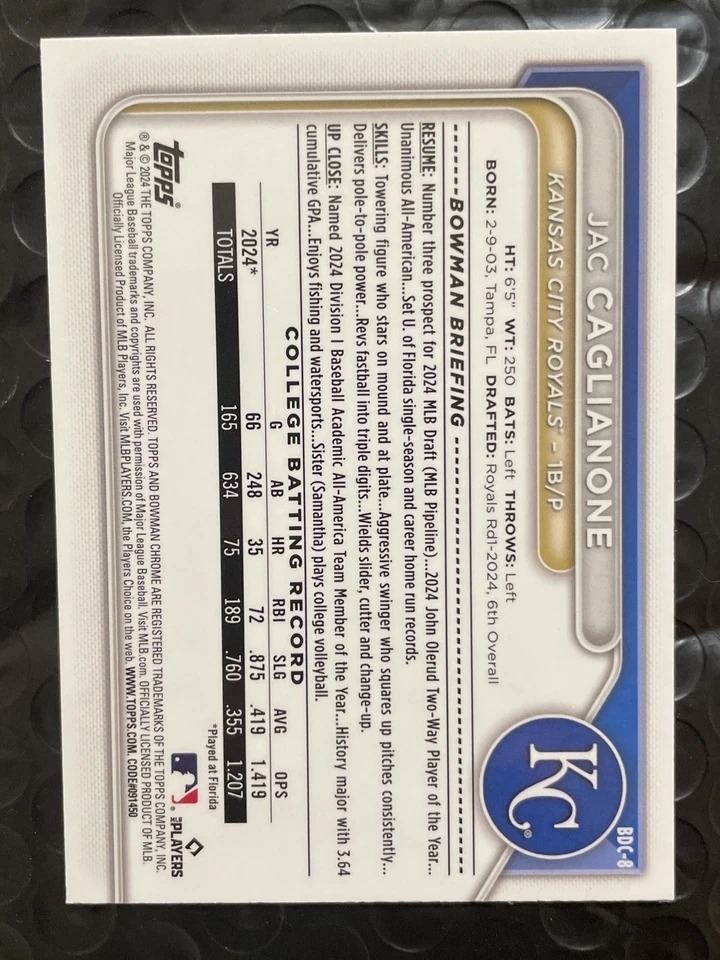 BDC-8
JAC CAGLIANONE
KANSAS CITY ROYALS® – 1B/P
KC®
HT: 6'5" WT: 250 BATS: Left THROWS: Left
BORN: 2-9-03, Tampa, FL DRAFTED: Royals Rd1-2024, 6th Overall
BOWMAN BRIEFING
RESUME: Number three prospect for 2024 MLB Draft (MLB Pipeline)...2024 John Olerud Two-Way Player of the Year...
Unanimous All-American...Set U. of Florida single-season and career home run records.
SKILLS: Towering figure who stars on mound and at plate...Aggressive swinger who squares up pitches consistently...
Delivers pole-to-pole power...Revs fastball into triple digits...Wields slider, cutter and change-up.
UP CLOSE: Named 2024 Division I Baseball Academic All-America Team Member of the Year...History major with 3.64
cumulative GPA...Enjoys fishing and watersports...Sister (Samantha) plays college volleyball.
COLLEGE BATTING RECORD
YR G AB HR RBI SLG AVG OPS
2024* 66 248 35 72 .875 .419 1.419
TOTALS 165 634 75 189 .760 .355 1.207
*Played at Florida
topps®
MLB PLAYERS
® & © 2024 THE TOPPS COMPANY, INC. ALL RIGHTS RESERVED. TOPPS AND BOWMAN CHROME ARE REGISTERED TRADEMARKS OF THE TOPPS COMPANY, INC.
Major League Baseball trademarks and copyrights are used with permission of Major League Baseball. Visit MLB.com. OFFICIALLY LICENSED PRODUCT OF MLB.
Officially Licensed Product of MLB Players, Inc. Visit MLBPLAYERS.COM, the Players Choice on the web. WWW.TOPPS.COM. CODE#091450